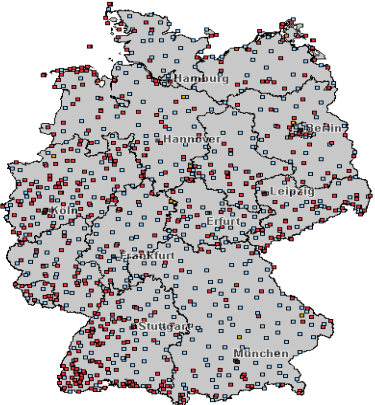 Hamburg
Berlin
Hannover
Leipzig
Köln
Erfurt
Frankfurt
Stuttgart
München